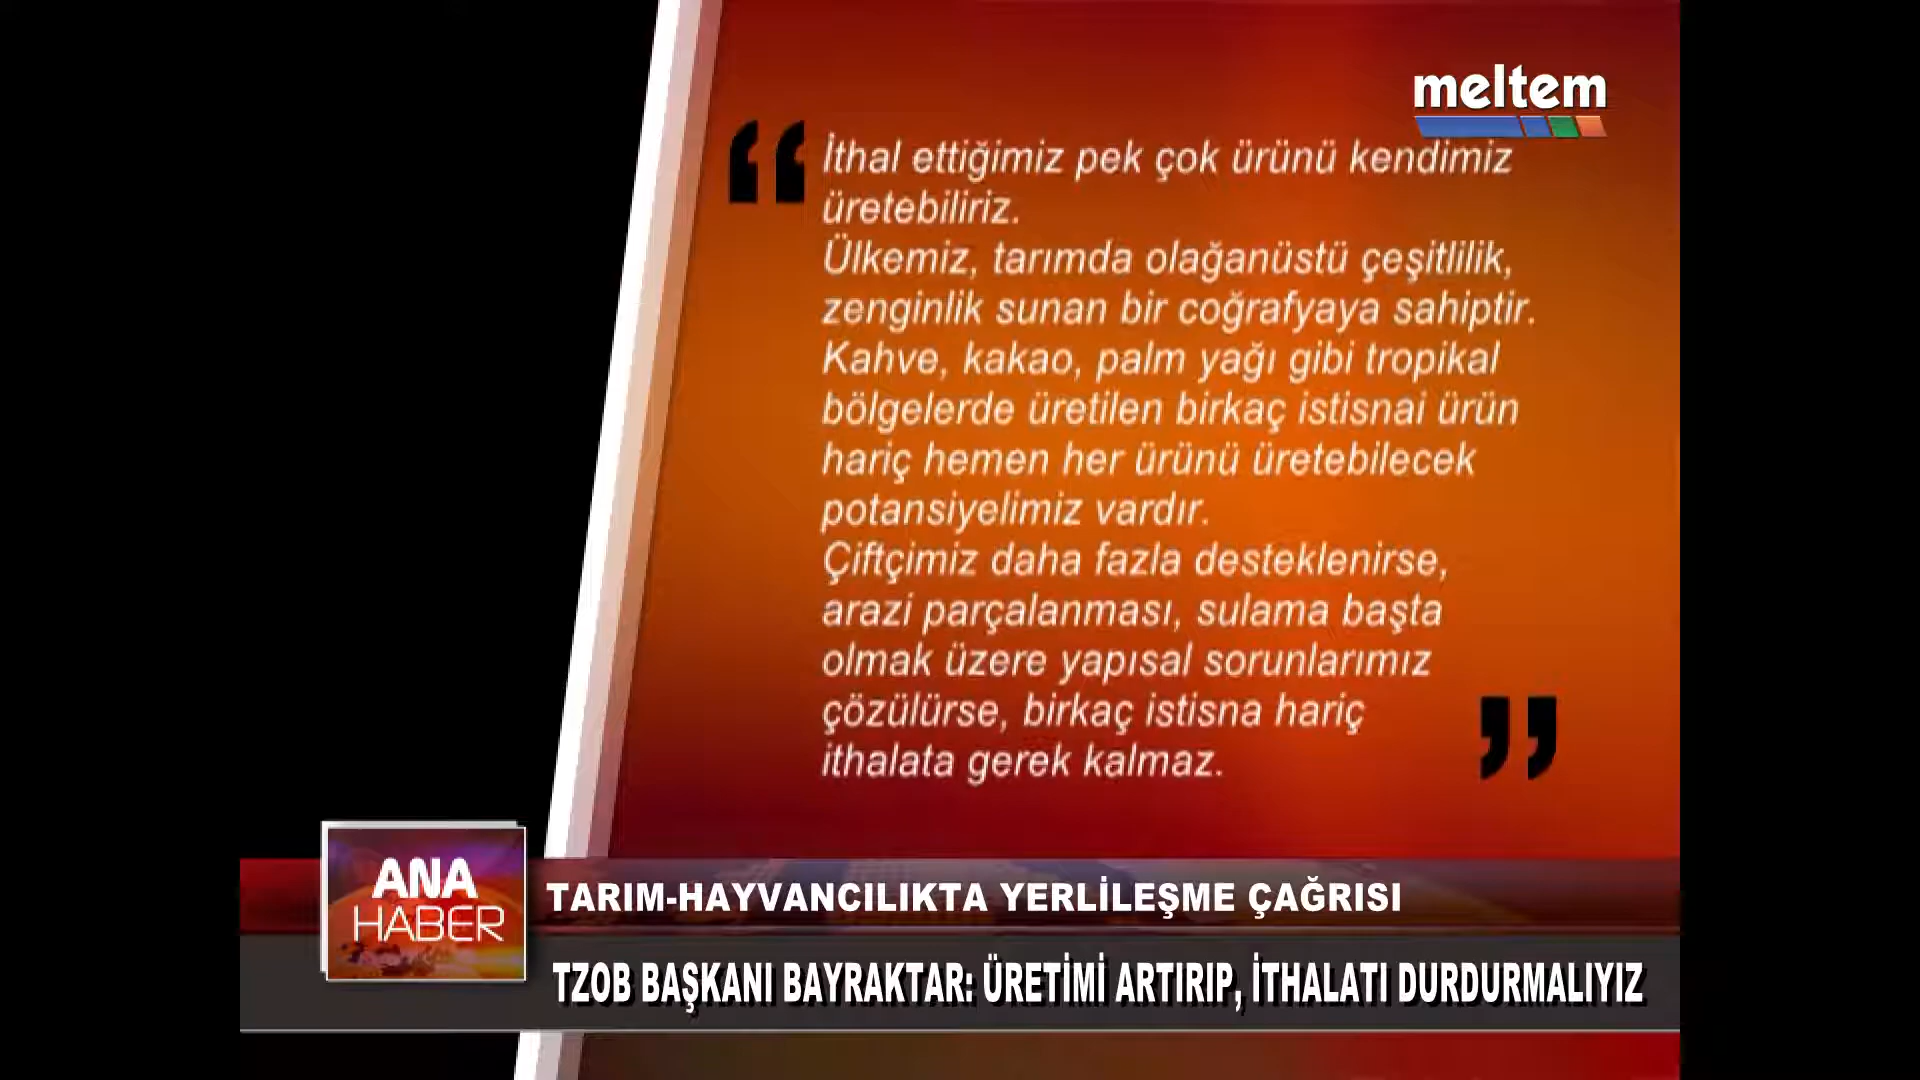 meltem
İthal ettiğimiz pek çok ürünü kendimiz
üretebiliriz.
Ülkemiz, tarımda olağanüstü çeşitlilik,
zenginlik sunan bir coğrafyaya sahiptir.
Kahve, kakao, palm yağı gibi tropikal
bölgelerde üretilen birkaç istisnai ürün
hariç hemen her ürünü üretebilecek
potansiyelimiz vardır.
Çiftçimiz daha fazla desteklenirse,
arazi parçalanması, sulama başta
olmak üzere yapısal sorunlarımız
çözülürse, birkaç istisna hariç
ithalata gerek kalmaz.
ANA
HABER
TARIM-HAYVANCILIKTA YERLİLEŞME ÇAĞRISI
TZOB BAŞKANI BAYRAKTAR: ÜRETİMİ ARTIRIP, İTHALATI DURDURMALIYIZ